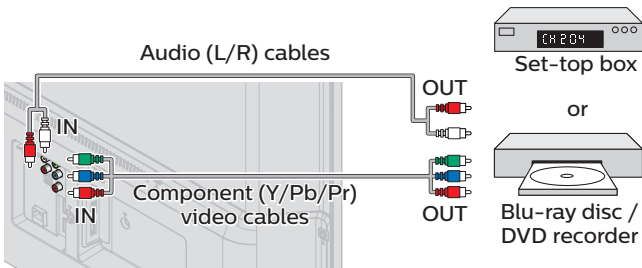 Audio (L/R) cables
IN
OUT
CH 204
Set-top box
or
Component (Y/Pb/Pr)
video cables
IN
OUT
Blu-ray disc /
DVD recorder